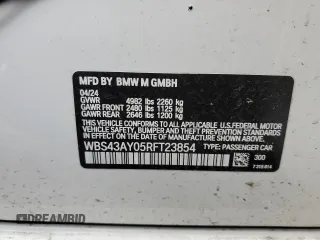 MFD BY BMW M GMBH
04/24
GVWR 4982 lbs 2260 kg
GAWR FRONT 2480 lbs 1125 kg
GAWR REAR 2646 lbs 1200 kg
THIS VEHICLE CONFORMS TO ALL APPLICABLE U.S. FEDERAL MOTOR
VEHICLE SAFETY, BUMPER, AND THEFT PREVENTION STANDARDS IN
EFFECT ON THE DATE OF MANUFACTURE SHOWN ABOVE.
WBS43AY05RFT23854 TYPE: PASSENGER CAR
300
DREAMBID